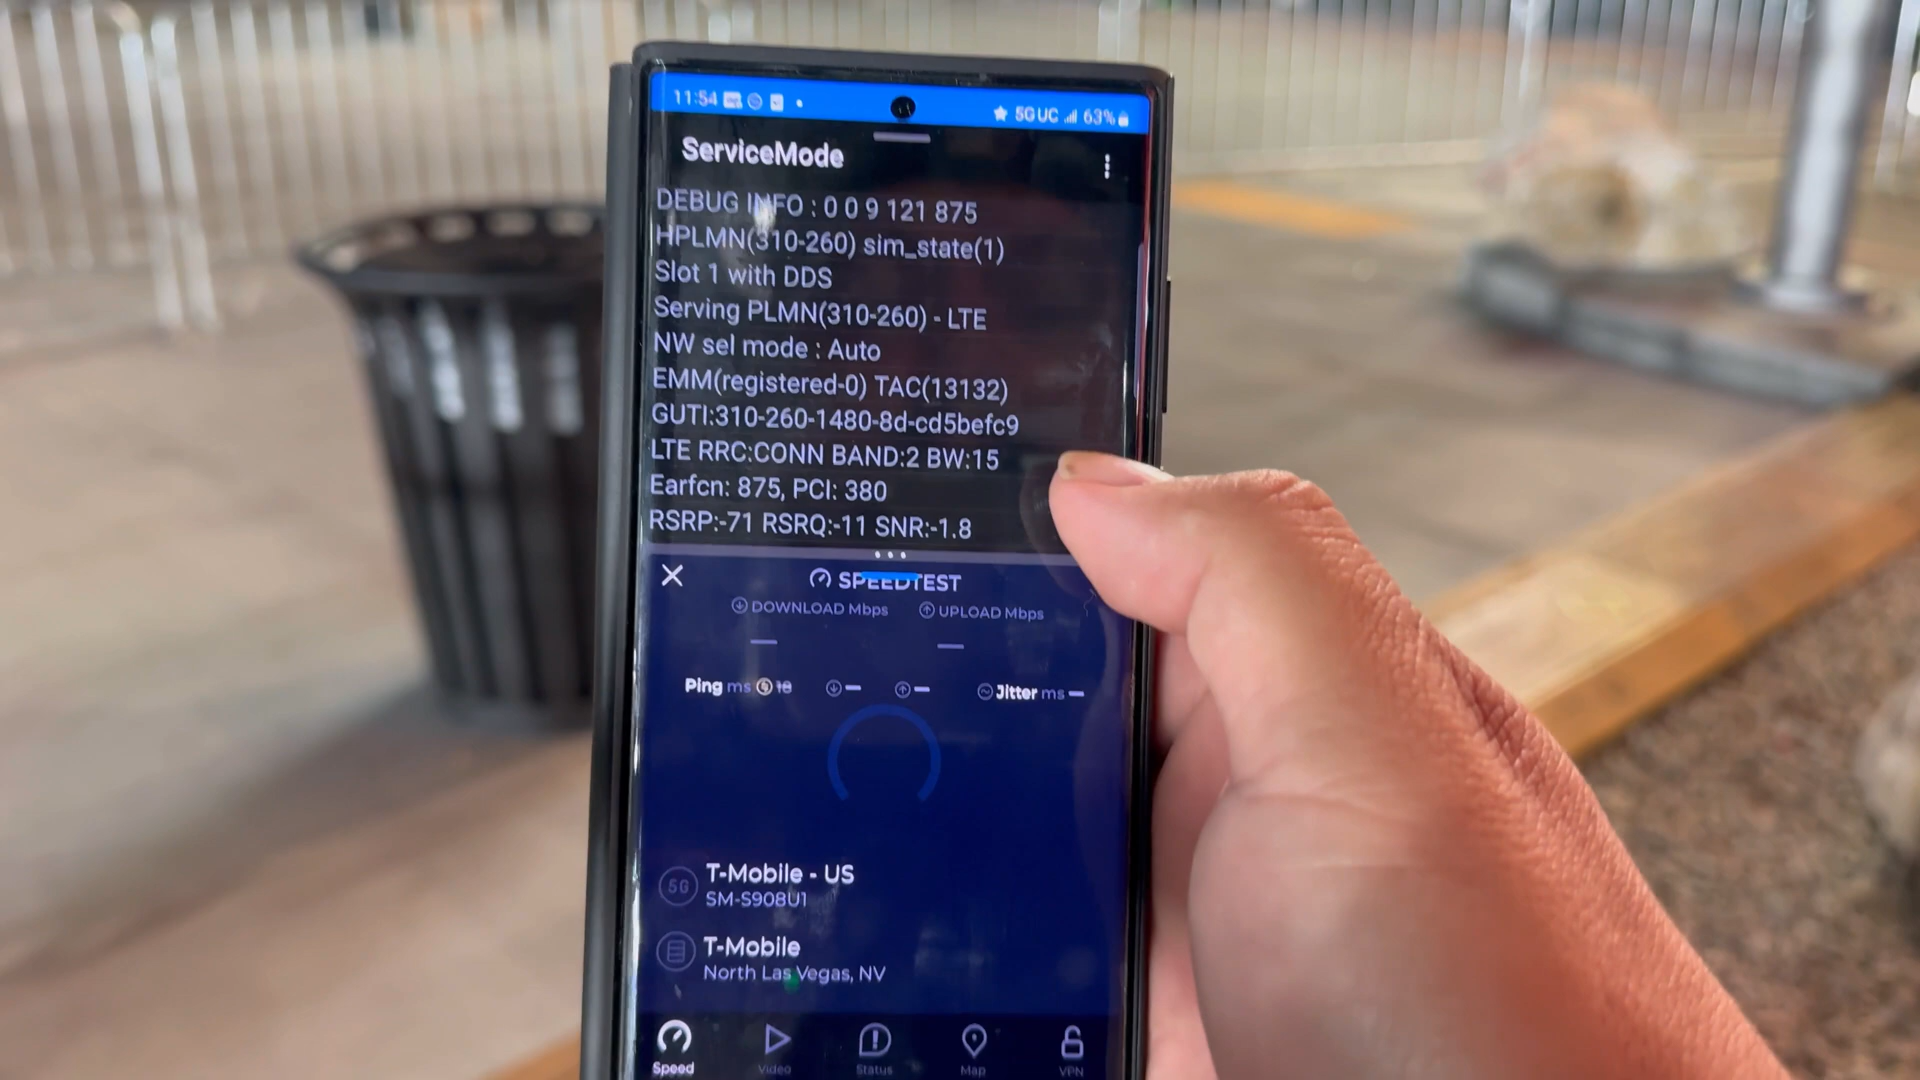 11:54 5G UC 63%
ServiceMode
DEBUG INFO : 0 0 9 121 875
HPLMN(310-260) sim_state(1)
Slot 1 with DDS
Serving PLMN(310-260) - LTE
NW sel mode : Auto
EMM(registered-0) TAC(13132)
GUTI:310-260-1480-8d-cd5befc9
LTE RRC:CONN BAND:2 BW:15
Earfcn: 875, PCI: 380
RSRP:-71 RSRQ:-11 SNR:-1.8
SPEEDTEST
DOWNLOAD Mbps UPLOAD Mbps
— —
Ping ms 18 — — Jitter ms —
5G T-Mobile - US
SM-S908U1
T-Mobile
North Las Vegas, NV
Speed Video Status Map VPN